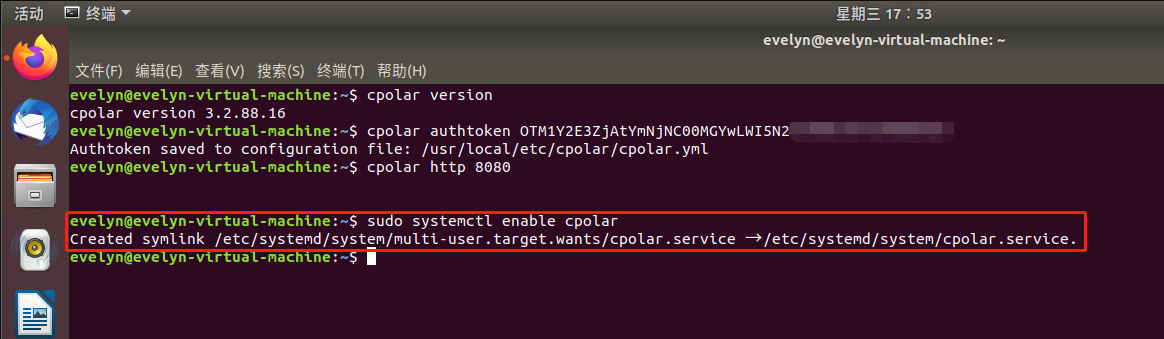 活动 终端 星期三 17：53
evelyn@evelyn-virtual-machine: ~
文件(F) 编辑(E) 查看(V) 搜索(S) 终端(T) 帮助(H)
evelyn@evelyn-virtual-machine:~$ cpolar version
cpolar version 3.2.88.16
evelyn@evelyn-virtual-machine:~$ cpolar authtoken OTM1Y2E3ZjAtYmNjNC00MGYwLWI5N2
Authtoken saved to configuration file: /usr/local/etc/cpolar/cpolar.yml
evelyn@evelyn-virtual-machine:~$ cpolar http 8080
evelyn@evelyn-virtual-machine:~$ sudo systemctl enable cpolar
Created symlink /etc/systemd/system/multi-user.target.wants/cpolar.service →/etc/systemd/system/cpolar.service.
evelyn@evelyn-virtual-machine:~$